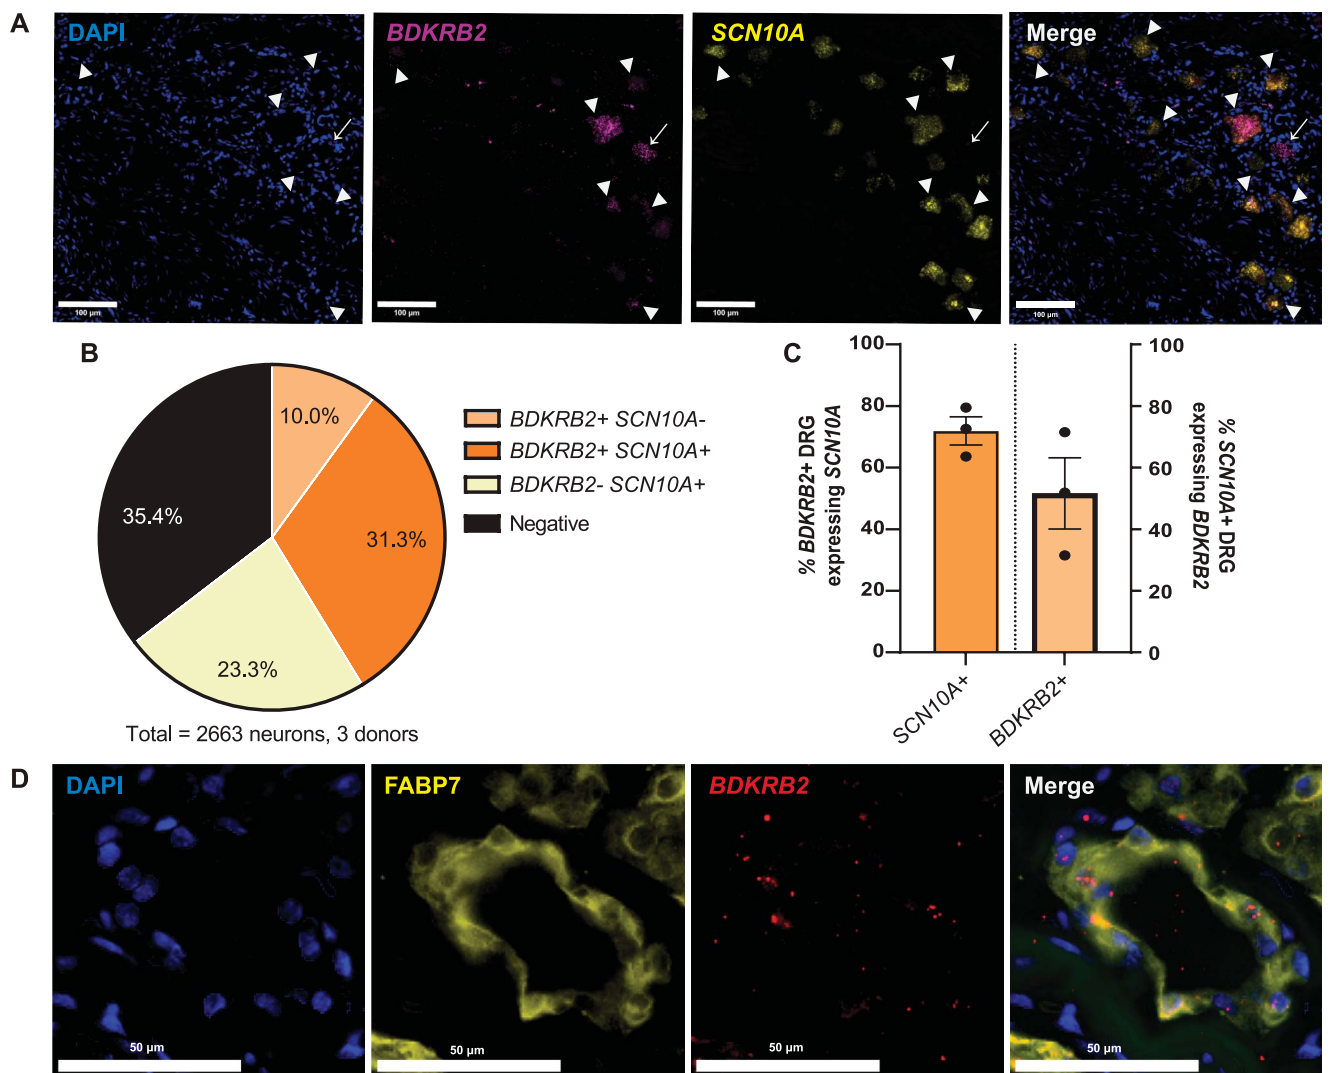 A
DAPI
BDKRB2
SCN10A
Merge
100 µm
100 µm
100 µm
100 µm
B
10.0%
31.3%
23.3%
35.4%
BDKRB2+ SCN10A-
BDKRB2+ SCN10A+
BDKRB2- SCN10A+
Negative
Total = 2663 neurons, 3 donors
C
% BDKRB2+ DRG
expressing SCN10A
100
80
60
40
20
0
100
80
60
40
20
0
% SCN10A+ DRG
expressing BDKRB2
SCN10A+
BDKRB2+
D
DAPI
FABP7
BDKRB2
Merge
50 µm
50 µm
50 µm
50 µm